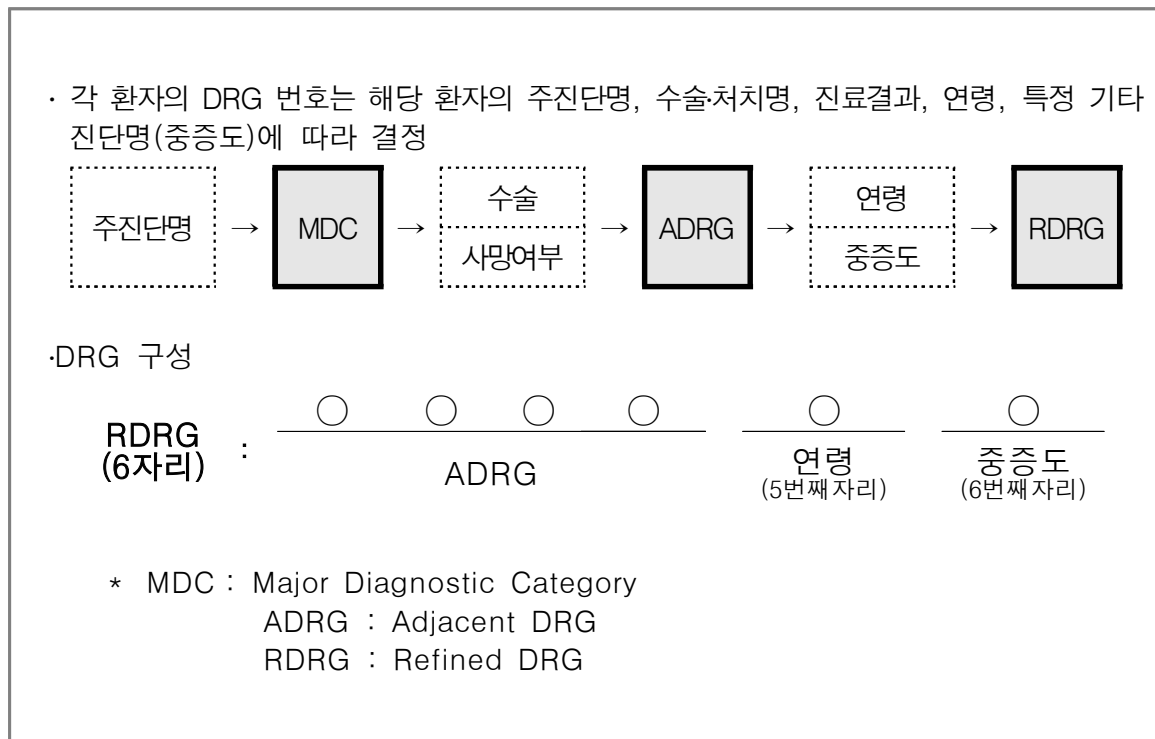 · 각 환자의 DRG 번호는 해당 환자의 주진단명, 수술·처치명, 진료결과, 연령, 특정 기타
진단명(중증도)에 따라 결정
주진단명 → MDC → 수술 사망여부 → ADRG → 연령 중증도 → RDRG
·DRG 구성
RDRG (6자리) : ○ ○ ○ ○ ○ ○
ADRG 연령 중증도
(5번째자리) (6번째자리)
* MDC : Major Diagnostic Category
ADRG : Adjacent DRG
RDRG : Refined DRG